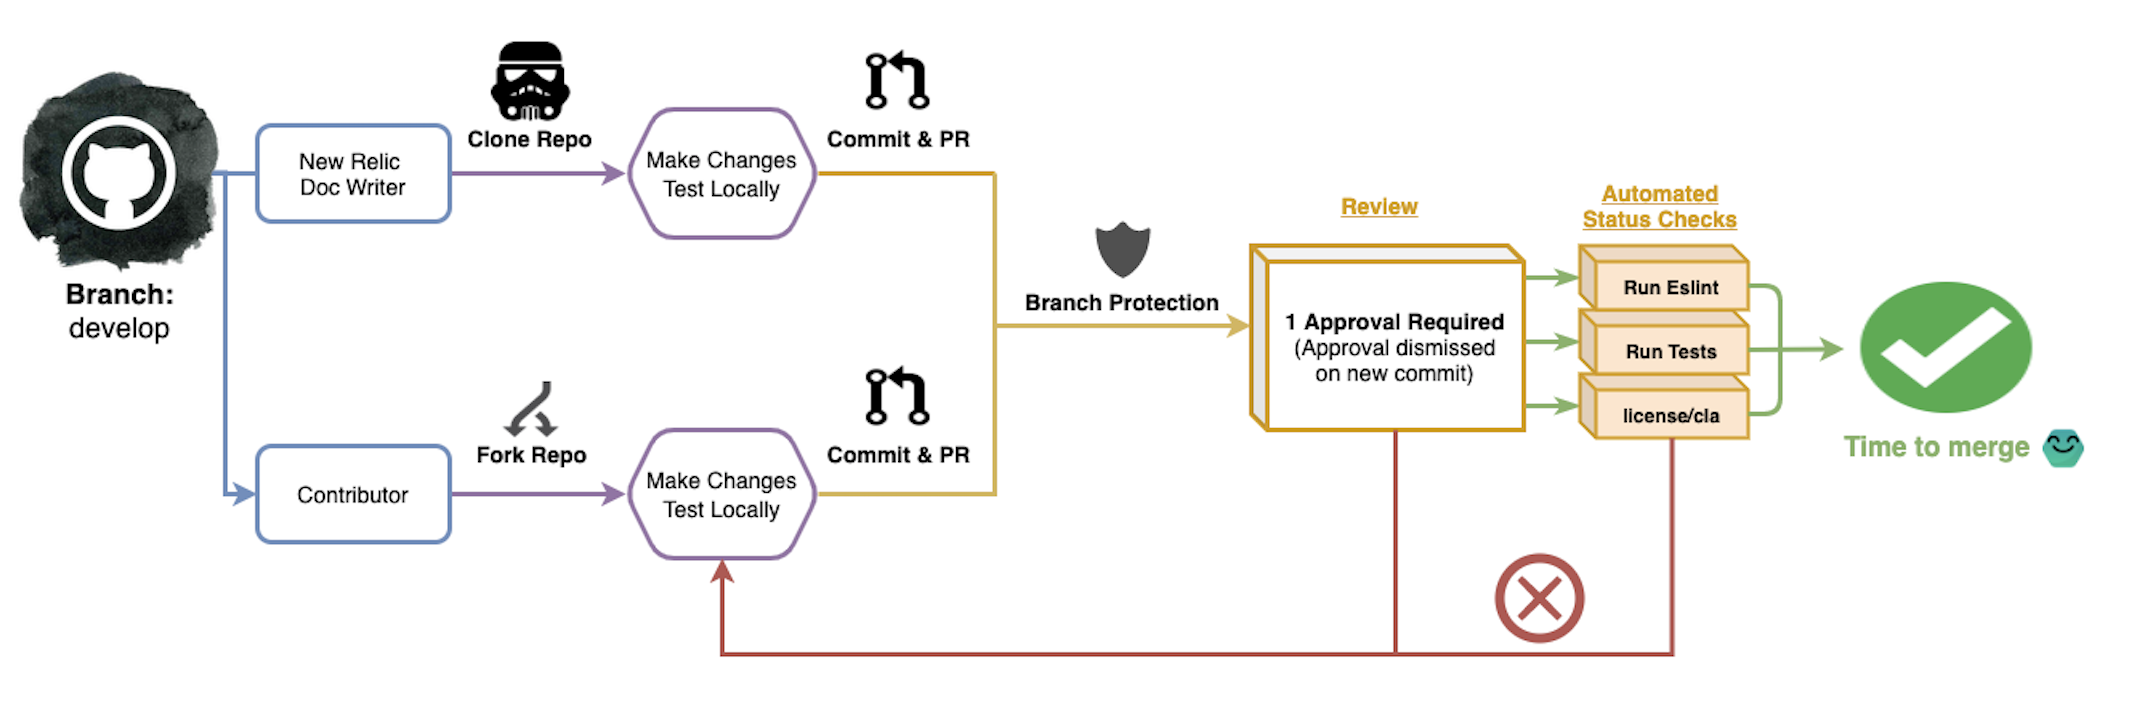 Branch:
develop
New Relic
Doc Writer
Clone Repo
Make Changes
Test Locally
Commit & PR
Contributor
Fork Repo
Make Changes
Test Locally
Commit & PR
Branch Protection
Review
1 Approval Required
(Approval dismissed
on new commit)
Automated
Status Checks
Run Eslint
Run Tests
license/cla
Time to merge